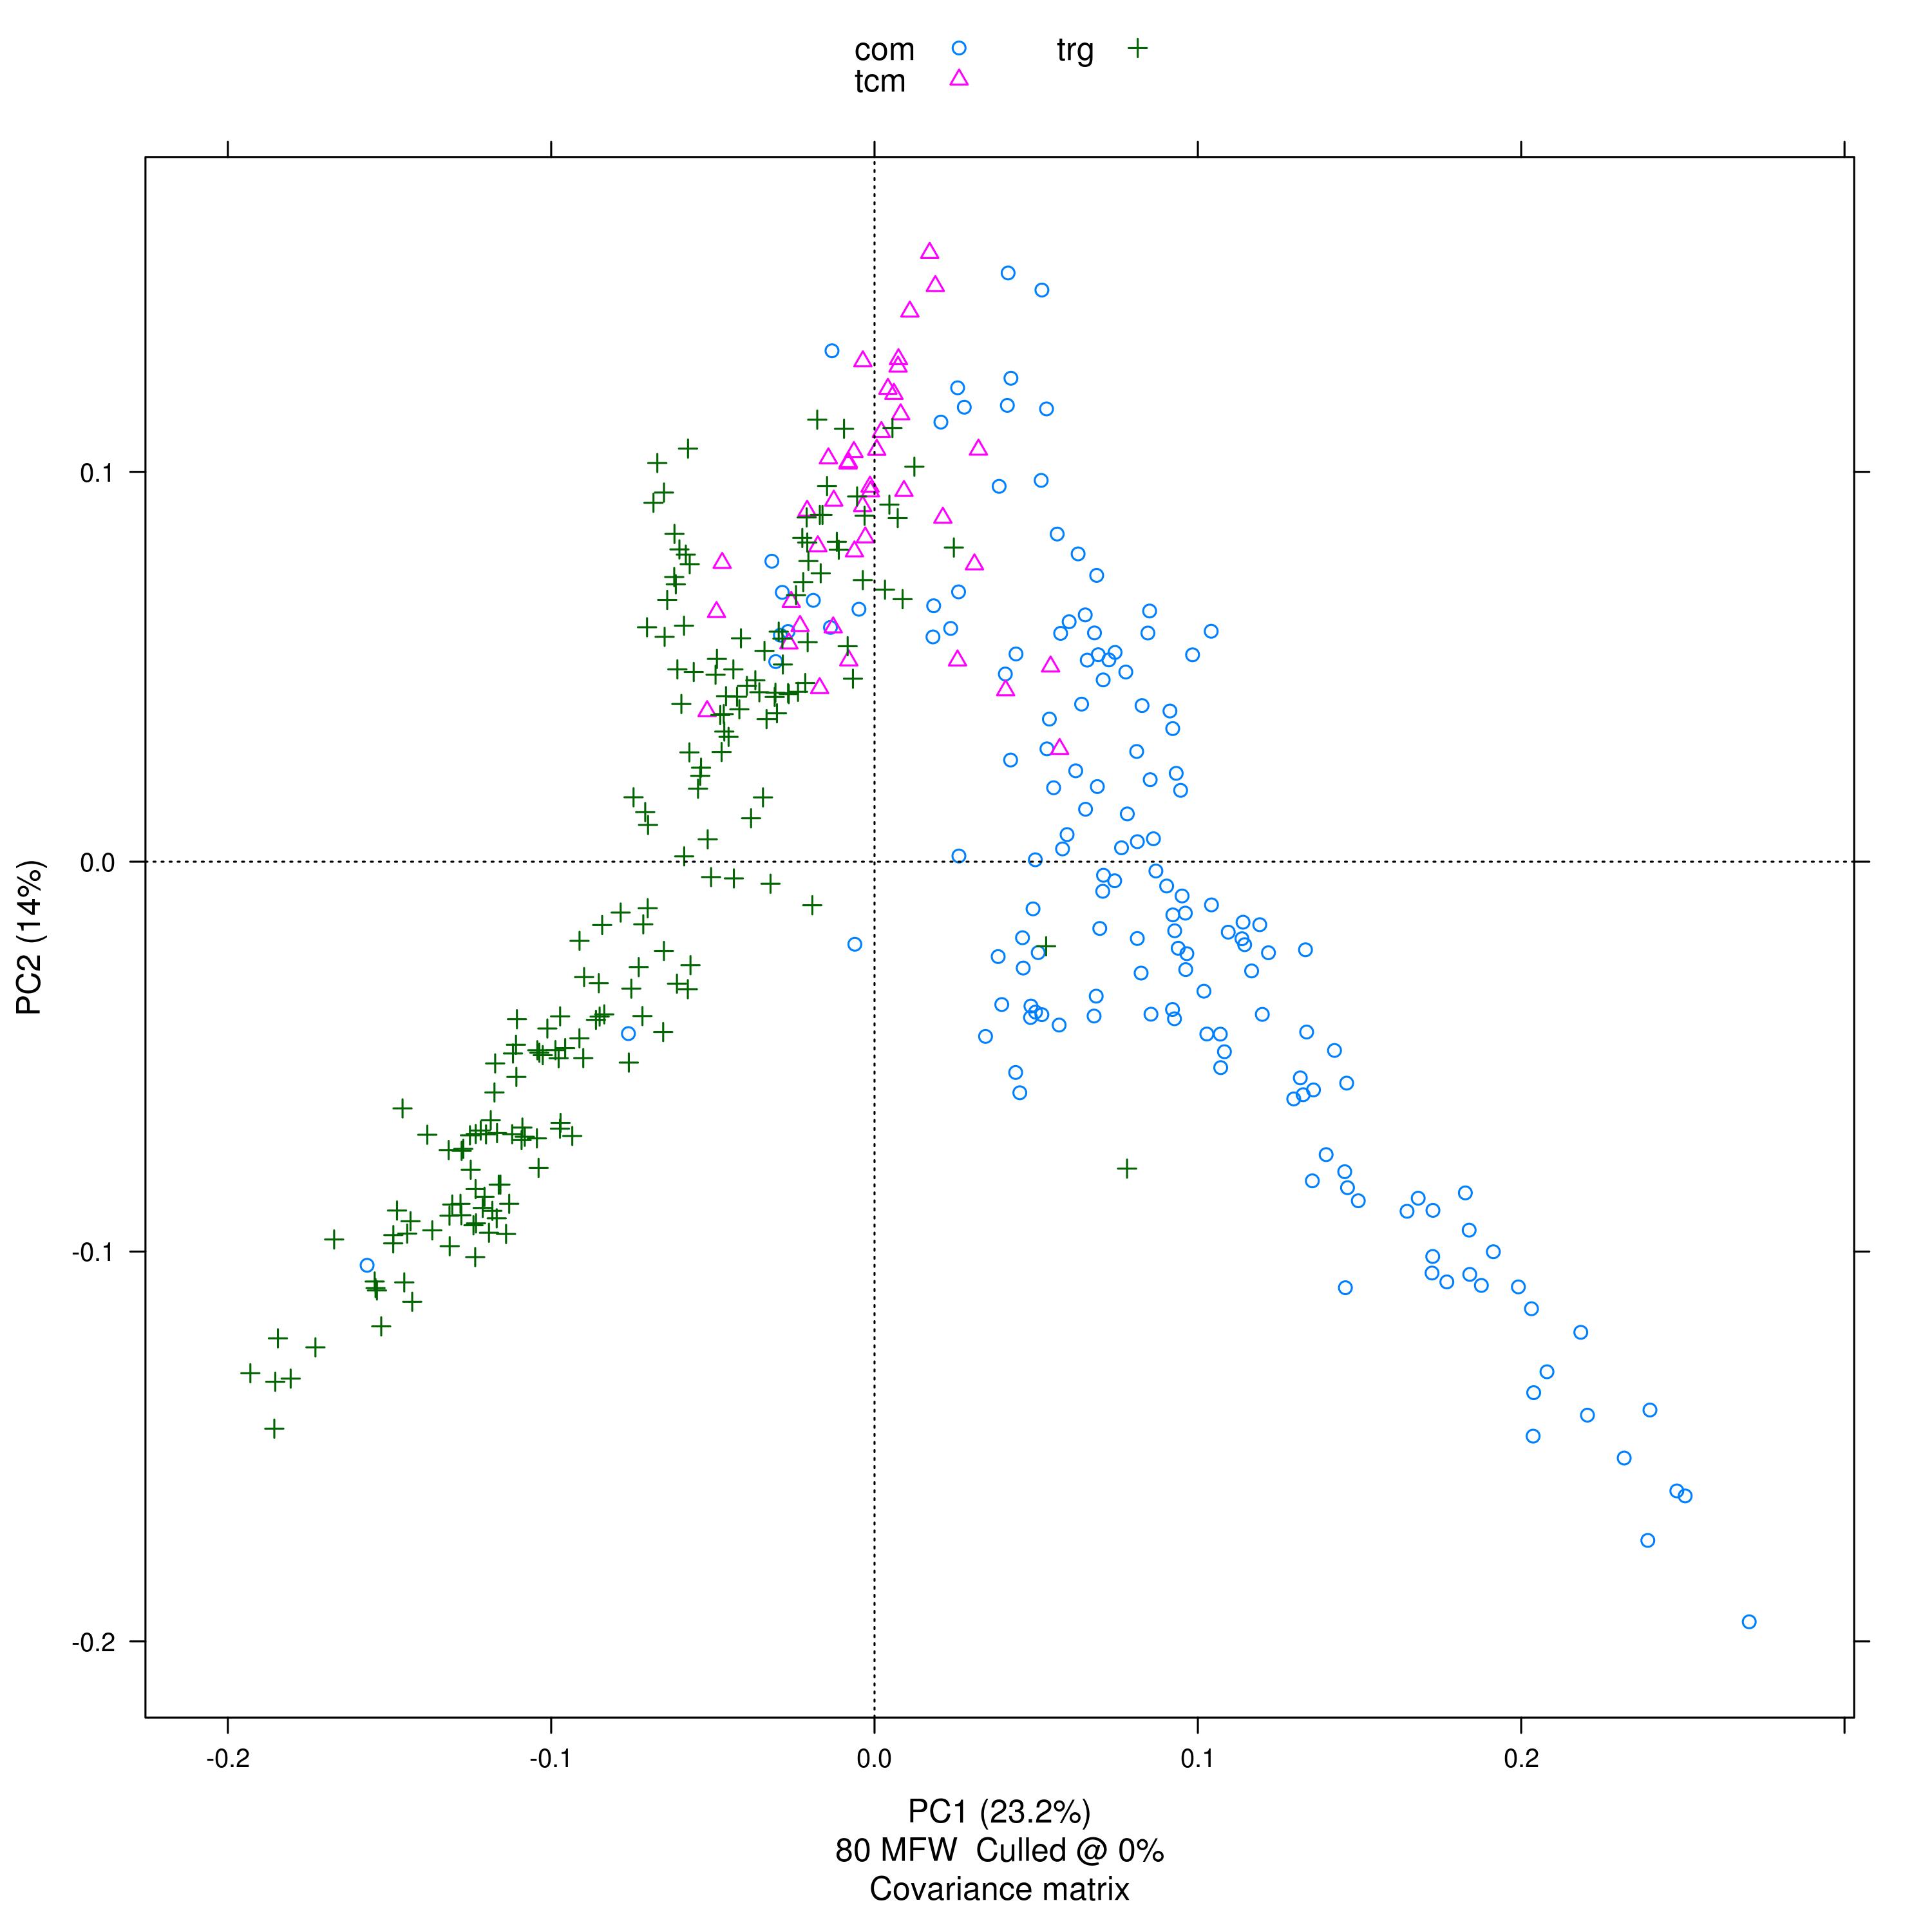 com trg
tcm
0.1
0.0
-0.1
-0.2
PC2 (14%)
-0.2 -0.1 0.0 0.1 0.2
PC1 (23.2%)
80 MFW Culled @ 0%
Covariance matrix